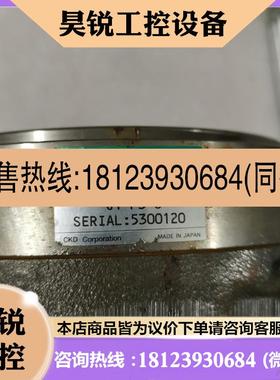 昊锐工控设备
售热线:18123930684(同
SERIAL:5300120
CKD Corporation
MADE IN JAPAN
锐
本店商品皆为议价下单请咨询客服
工控
咨询热线:18123930684 (微